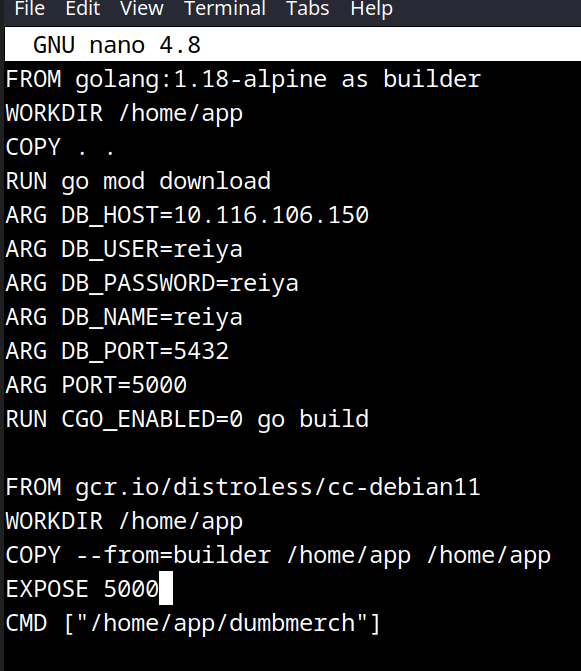 File Edit View Terminal Tabs Help
GNU nano 4.8
FROM golang:1.18-alpine as builder
WORKDIR /home/app
COPY . .
RUN go mod download
ARG DB_HOST=10.116.106.150
ARG DB_USER=reiya
ARG DB_PASSWORD=reiya
ARG DB_NAME=reiya
ARG DB_PORT=5432
ARG PORT=5000
RUN CGO_ENABLED=0 go build
FROM gcr.io/distroless/cc-debian11
WORKDIR /home/app
COPY --from=builder /home/app /home/app
EXPOSE 5000
CMD ["/home/app/dumbmerch"]